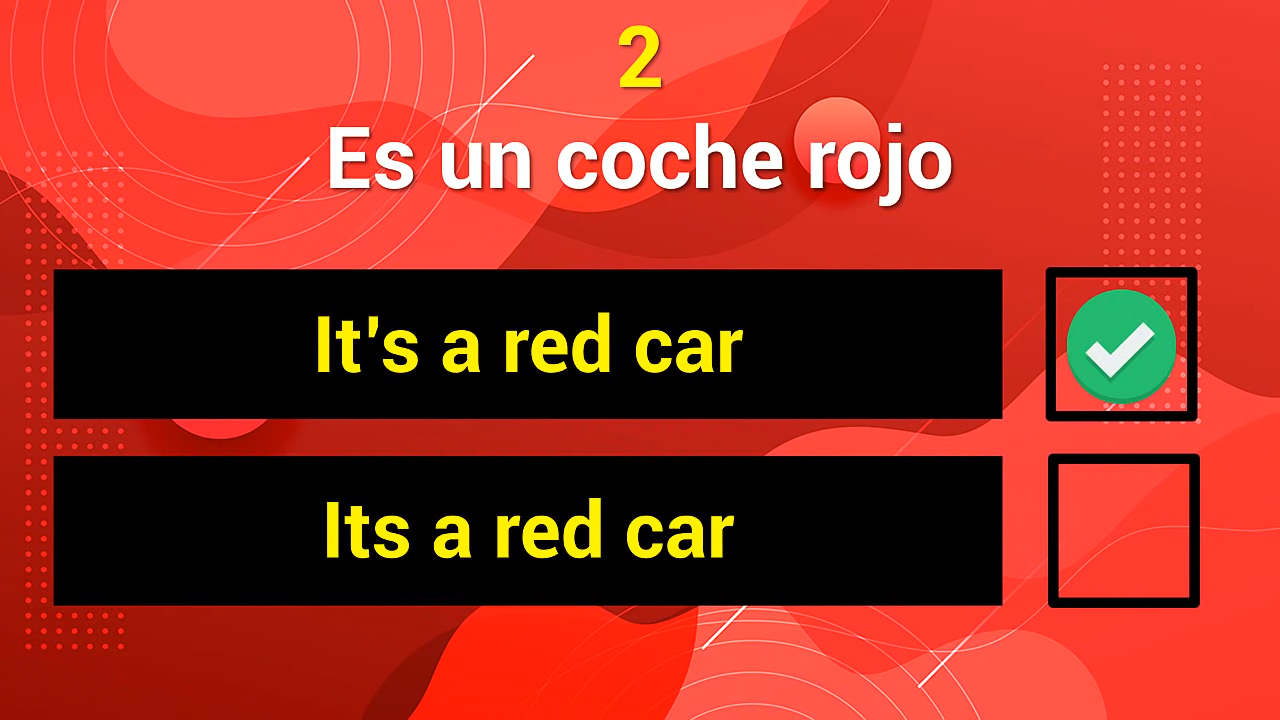 2
Es un coche rojo
It's a red car
Its a red car